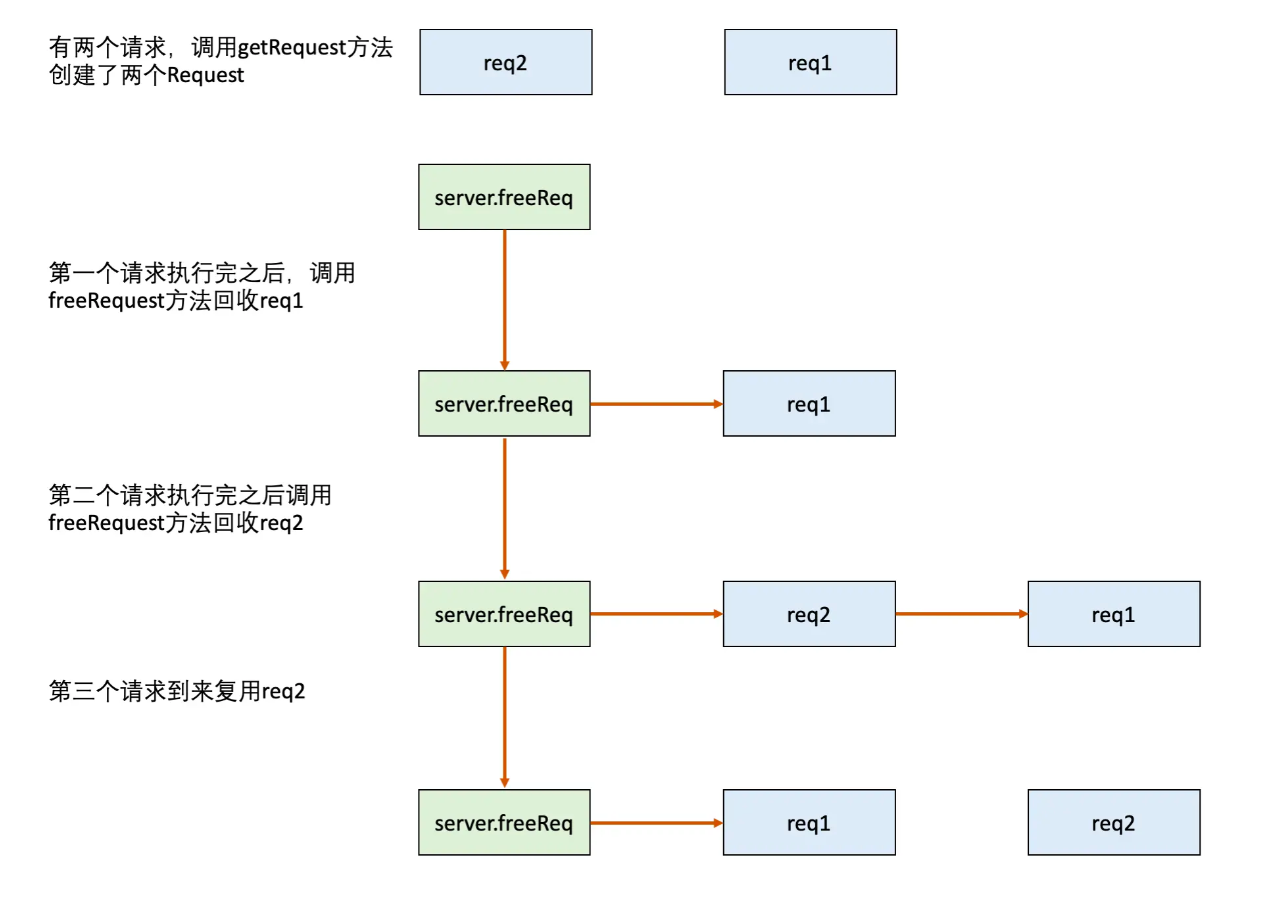 有两个请求，调用getRequest方法
创建了两个Request
req2
req1
server.freeReq
第一个请求执行完之后，调用
freeRequest方法回收req1
server.freeReq
req1
第二个请求执行完之后调用
freeRequest方法回收req2
server.freeReq
req2
req1
第三个请求到来复用req2
server.freeReq
req1
req2